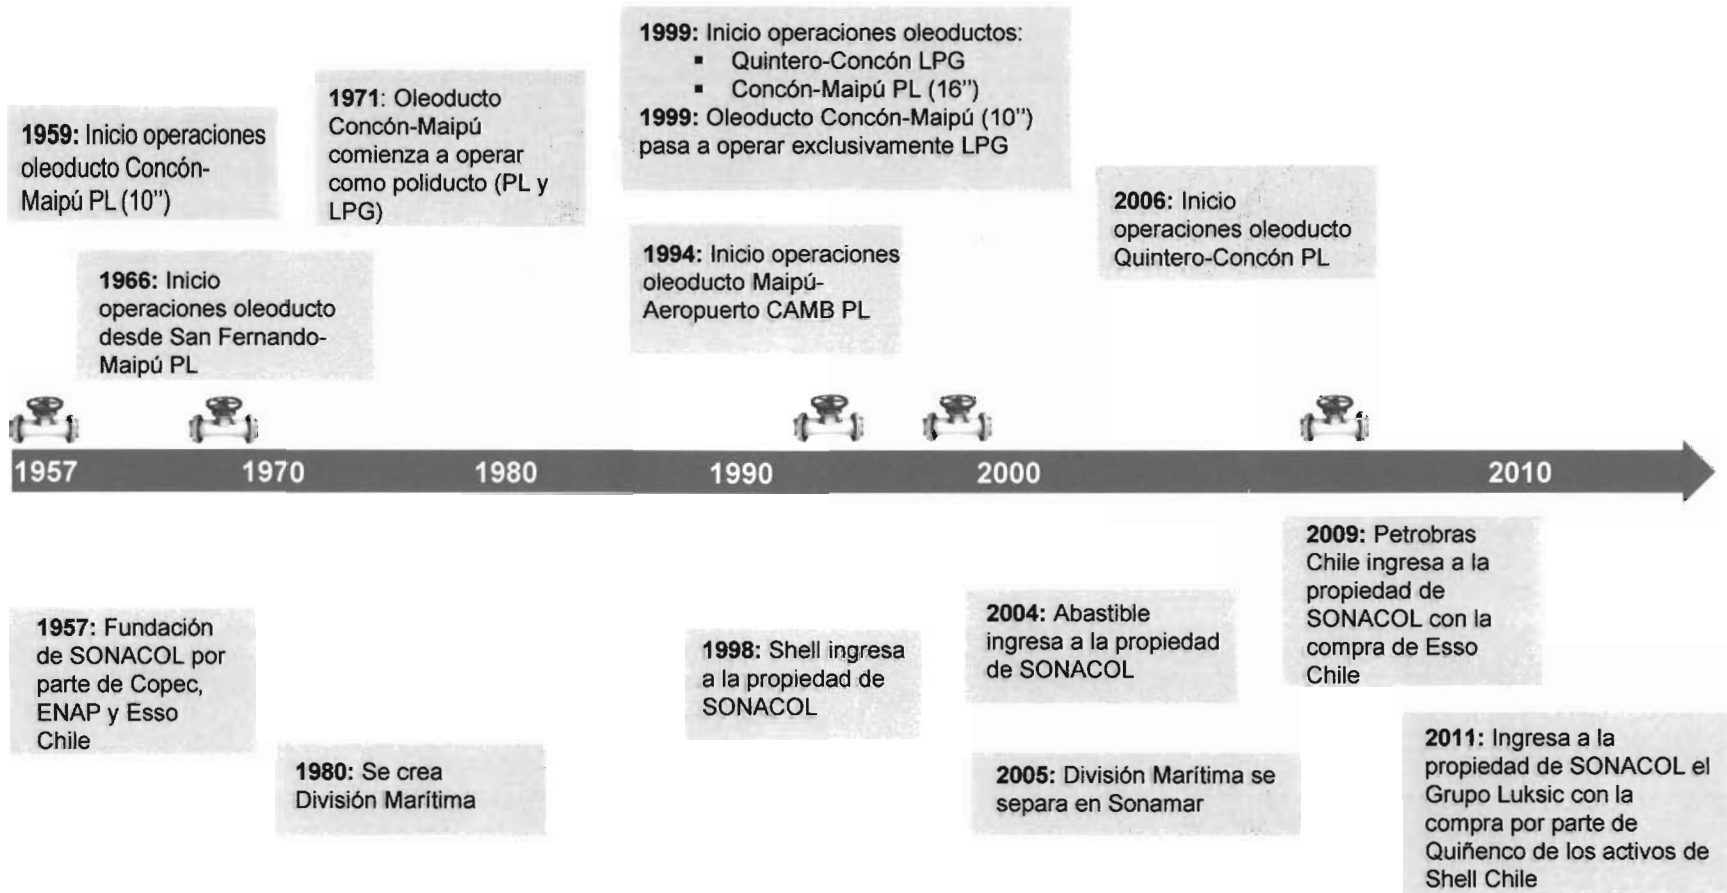 1959: Inicio operaciones
oleoducto Concón-
Maipú PL (10")
1966: Inicio
operaciones oleoducto
desde San Fernando-
Maipú PL
1971: Oleoducto
Concón-Maipú
comienza a operar
como poliducto (PL y
LPG)
1999: Inicio operaciones oleoductos:
▪ Quintero-Concón LPG
▪ Concón-Maipú PL (16")
1999: Oleoducto Concón-Maipú (10")
pasa a operar exclusivamente LPG
1994: Inicio operaciones
oleoducto Maipú-
Aeropuerto CAMB PL
2006: Inicio
operaciones oleoducto
Quintero-Concón PL
1957 1970 1980 1990 2000 2010
1957: Fundación
de SONACOL por
parte de Copec,
ENAP y Esso
Chile
1980: Se crea
División Marítima
1998: Shell ingresa
a la propiedad de
SONACOL
2004: Abastible
ingresa a la propiedad
de SONACOL
2005: División Marítima se
separa en Sonamar
2009: Petrobras
Chile ingresa a la
propiedad de
SONACOL con la
compra de Esso
Chile
2011: Ingresa a la
propiedad de SONACOL el
Grupo Luksic con la
compra por parte de
Quiñenco de los activos de
Shell Chile